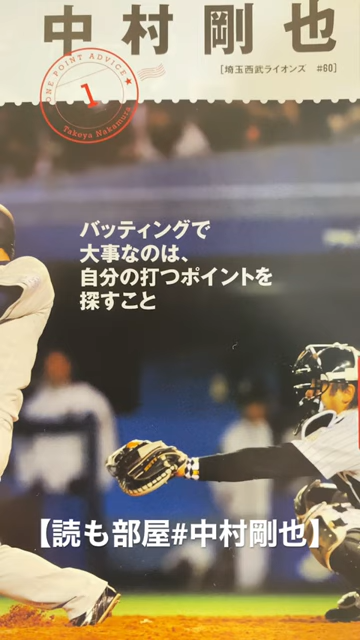 中村剛也
[埼玉西武ライオンズ #60]
ONE POINT ADVICE★
1
Takeya Nakamura
バッティングで
大事なのは、
自分の打つポイントを
探すこと
【読も部屋#中村剛也】